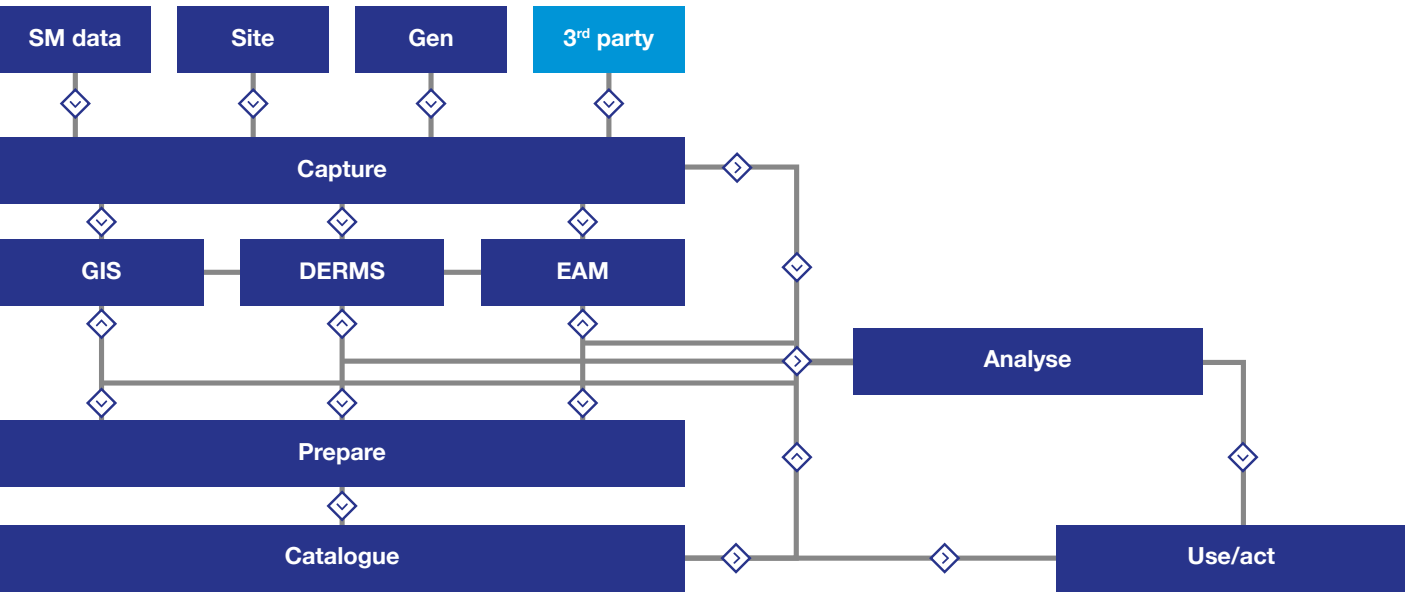 SM data
Site
Gen
3rd party
Capture
GIS
DERMS
EAM
Analyse
Prepare
Catalogue
Use/act